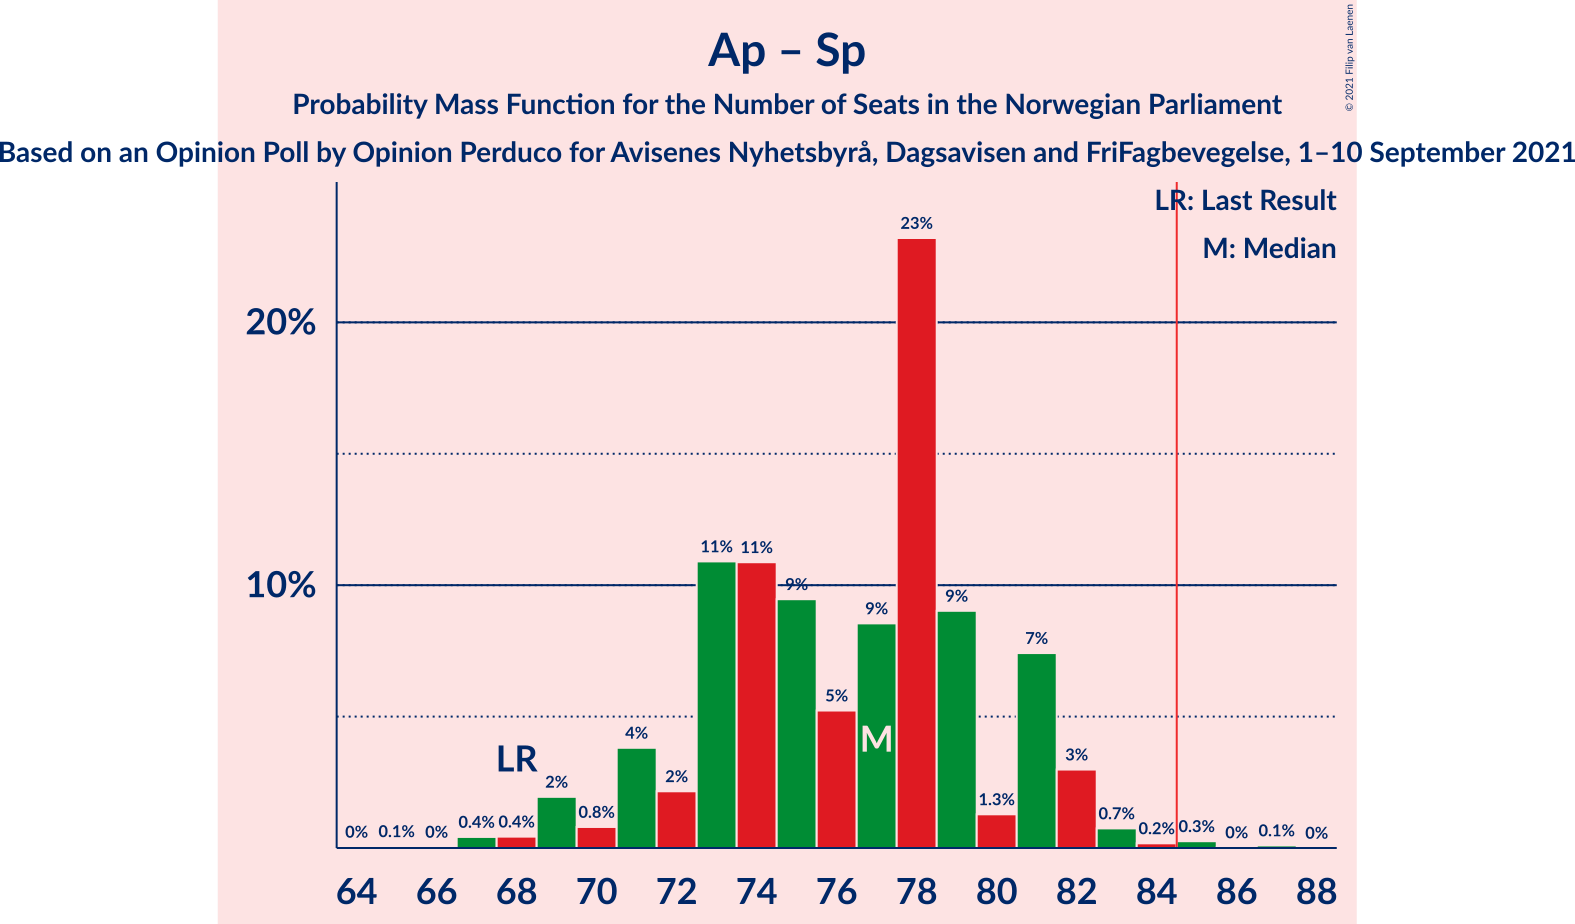 Ap – Sp
Probability Mass Function for the Number of Seats in the Norwegian Parliament
Based on an Opinion Poll by Opinion Perduco for Avisenes Nyhetsbyrå, Dagsavisen and FriFagbevegelse, 1–10 September 2021
© 2021 Filip van Laenen
LR: Last Result
M: Median
20%
10%
0% 0.1% 0% 0.4% 0.4% 2% 0.8% 4% 2% 11% 11% 9% 5% 9% 23% 9% 1.3% 7% 3% 0.7% 0.2% 0.3% 0% 0.1% 0%
LR
M
64 66 68 70 72 74 76 78 80 82 84 86 88